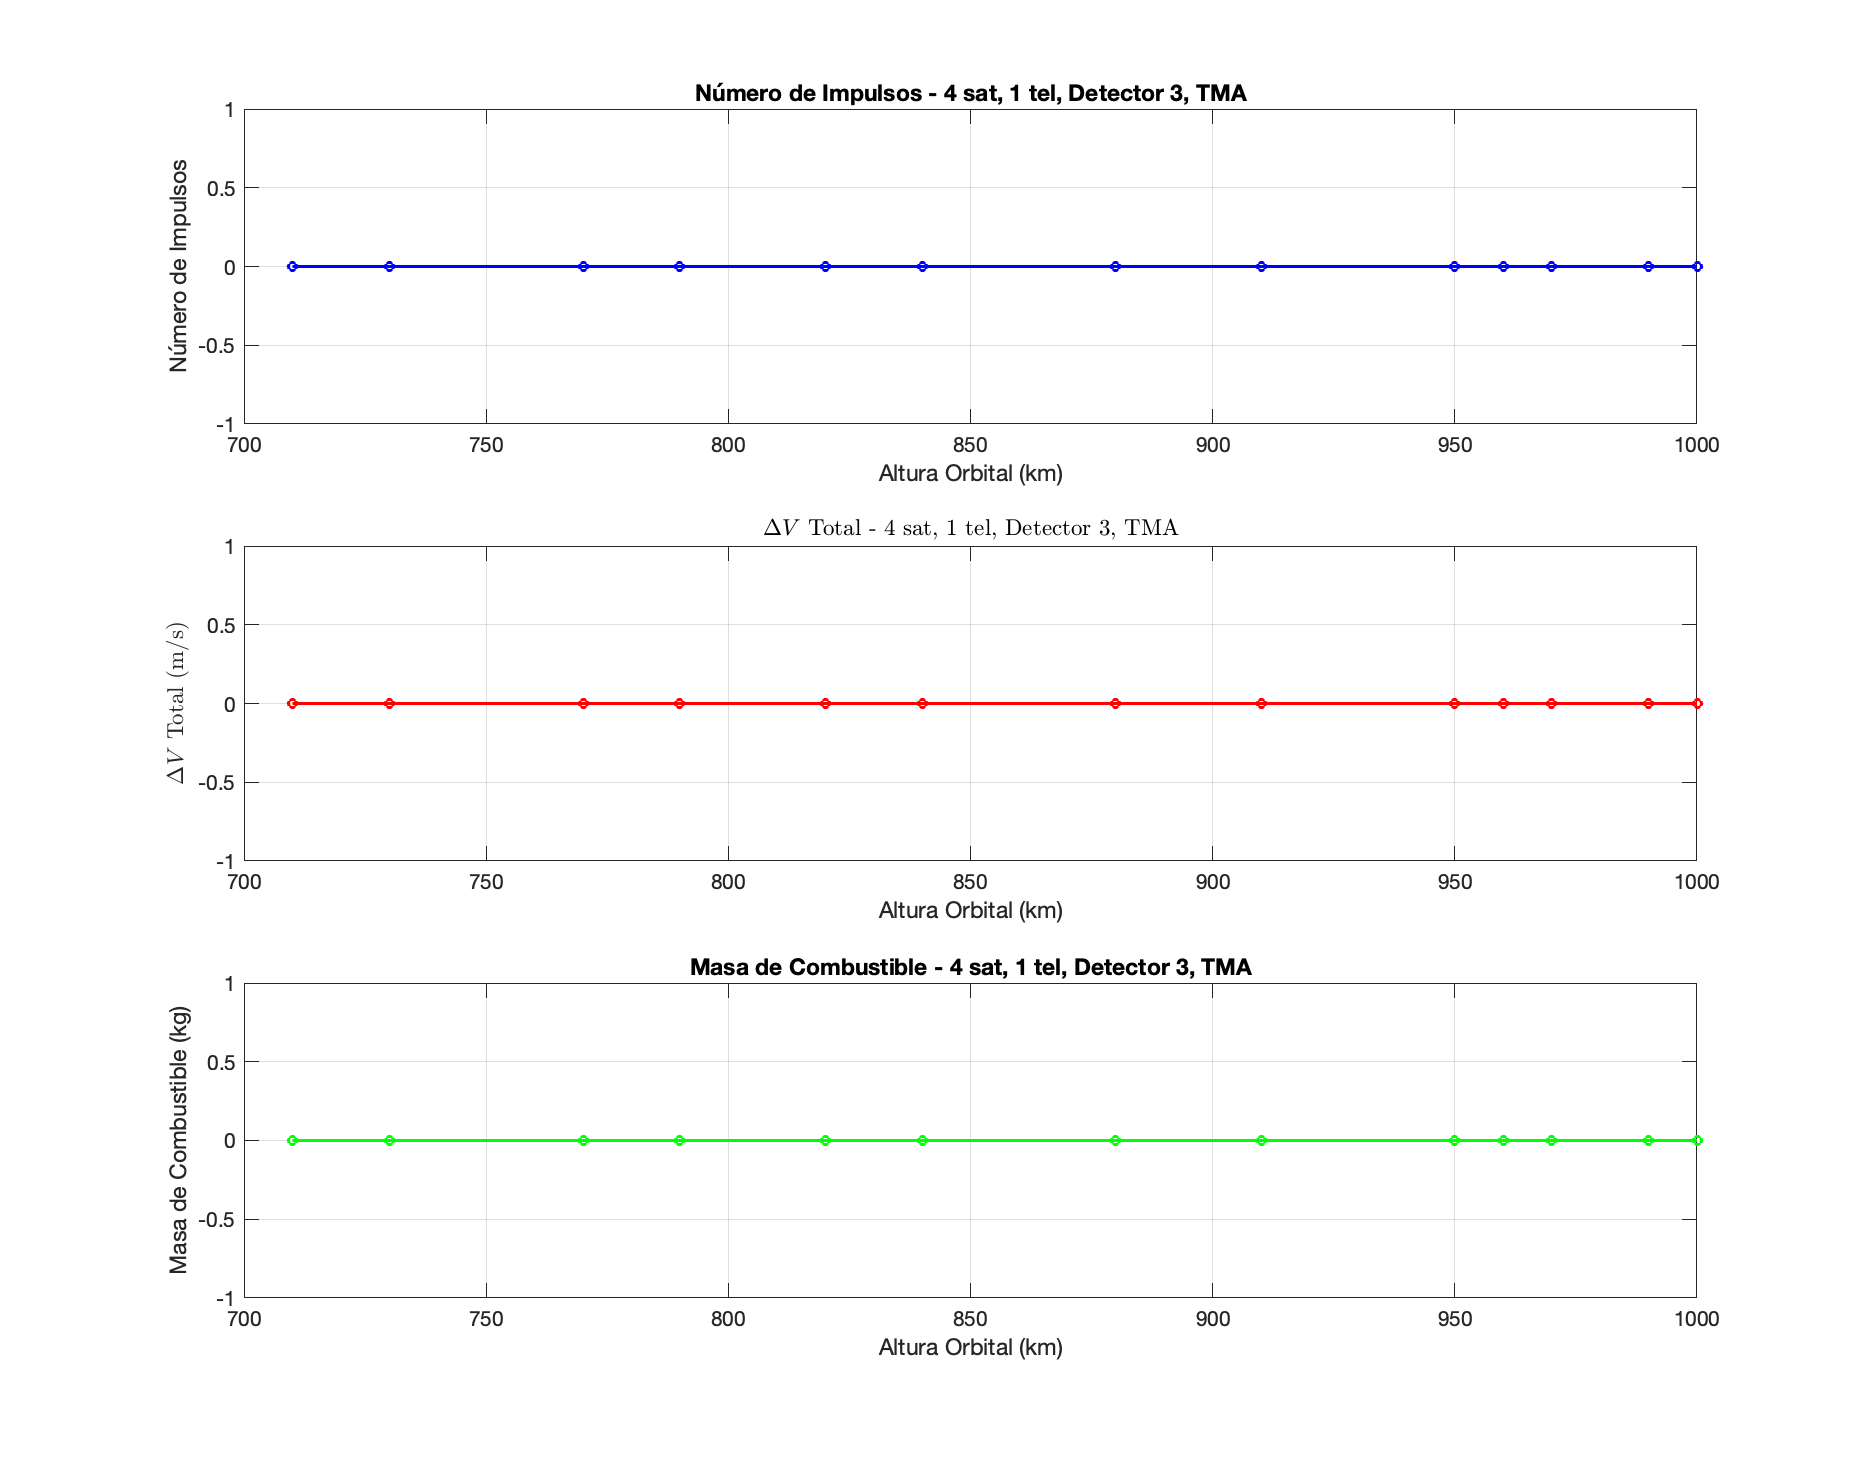 Número de Impulsos - 4 sat, 1 tel, Detector 3, TMA
1
0.5
0
-0.5
-1
Número de Impulsos
700 750 800 850 900 950 1000
Altura Orbital (km)
ΔV Total - 4 sat, 1 tel, Detector 3, TMA
1
0.5
0
-0.5
-1
ΔV Total (m/s)
700 750 800 850 900 950 1000
Altura Orbital (km)
Masa de Combustible - 4 sat, 1 tel, Detector 3, TMA
1
0.5
0
-0.5
-1
Masa de Combustible (kg)
700 750 800 850 900 950 1000
Altura Orbital (km)